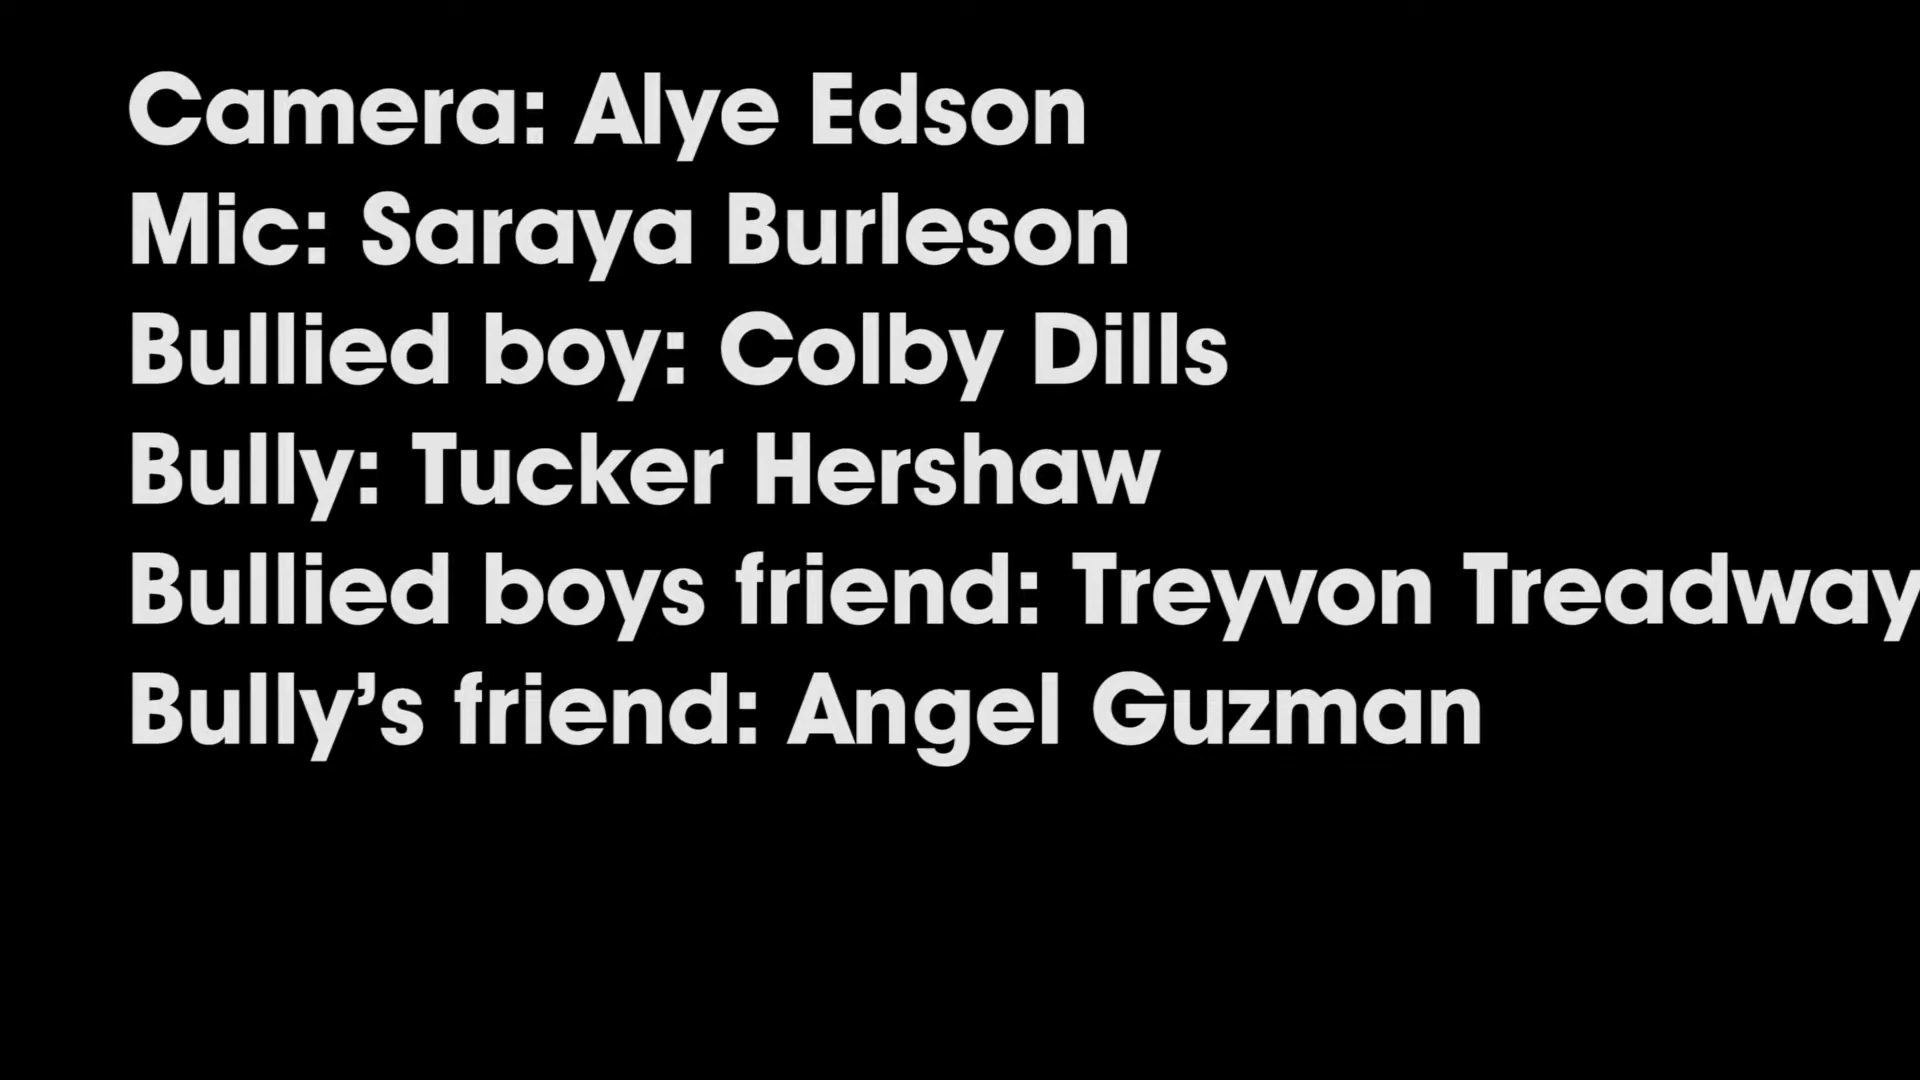 Camera: Alye Edson
Mic: Saraya Burleson
Bullied boy: Colby Dills
Bully: Tucker Hershaw
Bullied boys friend: Treyvon Treadway
Bully’s friend: Angel Guzman